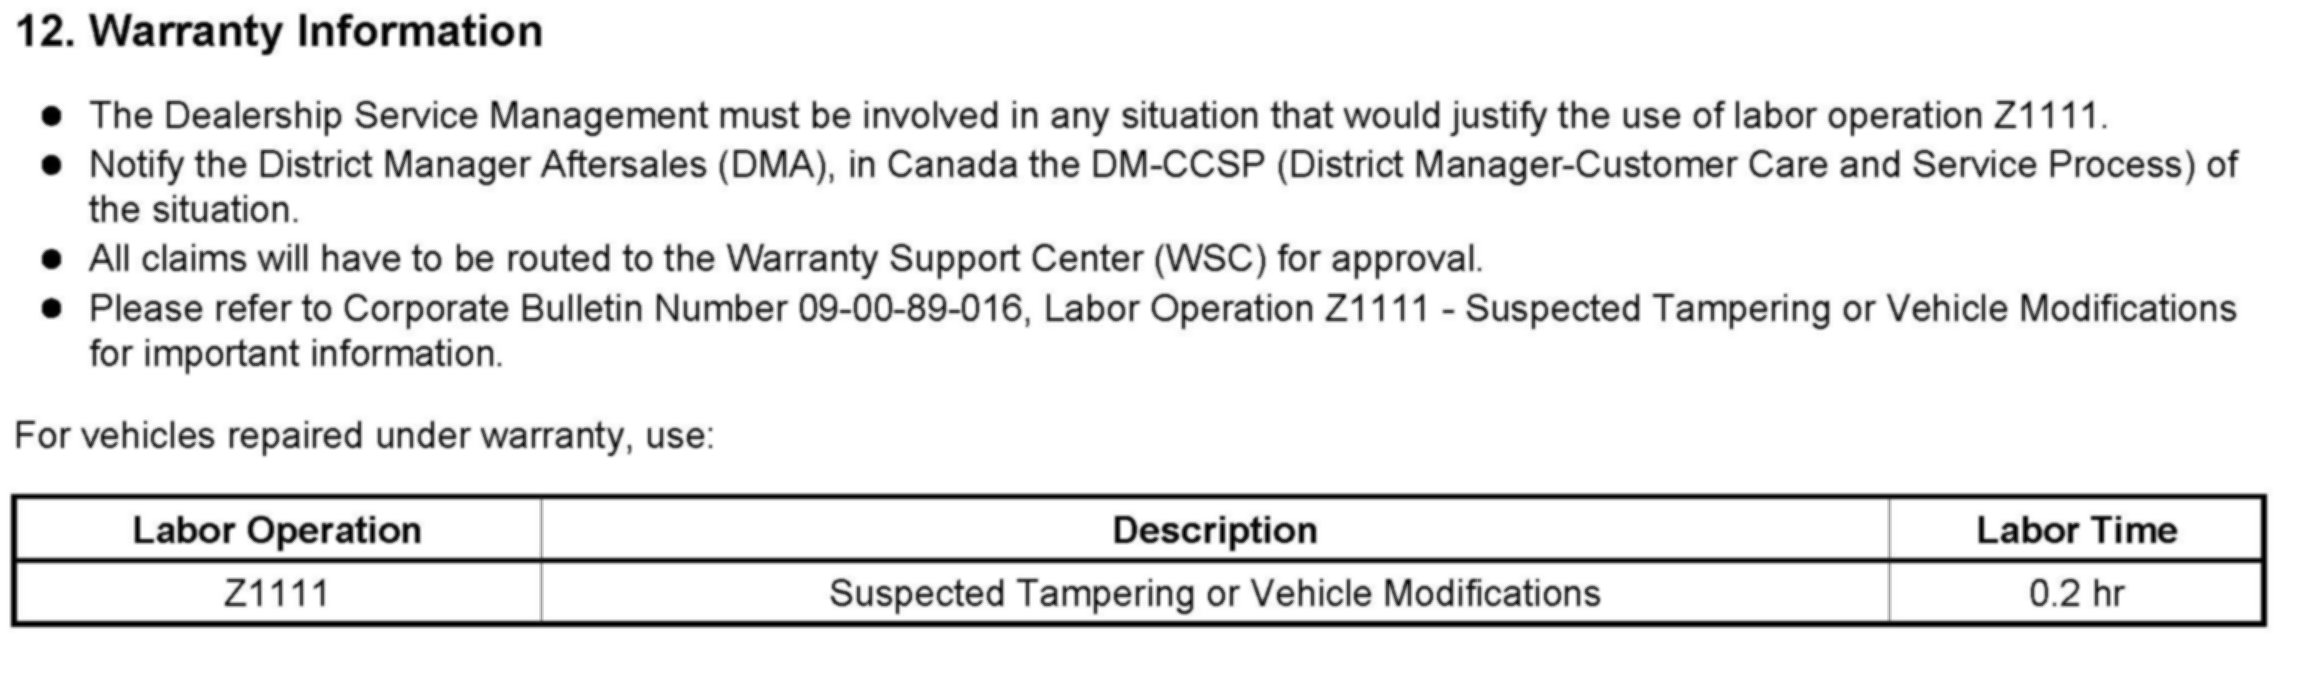 12. Warranty Information
● The Dealership Service Management must be involved in any situation that would justify the use of labor operation Z1111.
● Notify the District Manager Aftersales (DMA), in Canada the DM-CCSP (District Manager-Customer Care and Service Process) of
the situation.
● All claims will have to be routed to the Warranty Support Center (WSC) for approval.
● Please refer to Corporate Bulletin Number 09-00-89-016, Labor Operation Z1111 - Suspected Tampering or Vehicle Modifications
for important information.
For vehicles repaired under warranty, use:
Labor Operation Description Labor Time
Z1111 Suspected Tampering or Vehicle Modifications 0.2 hr